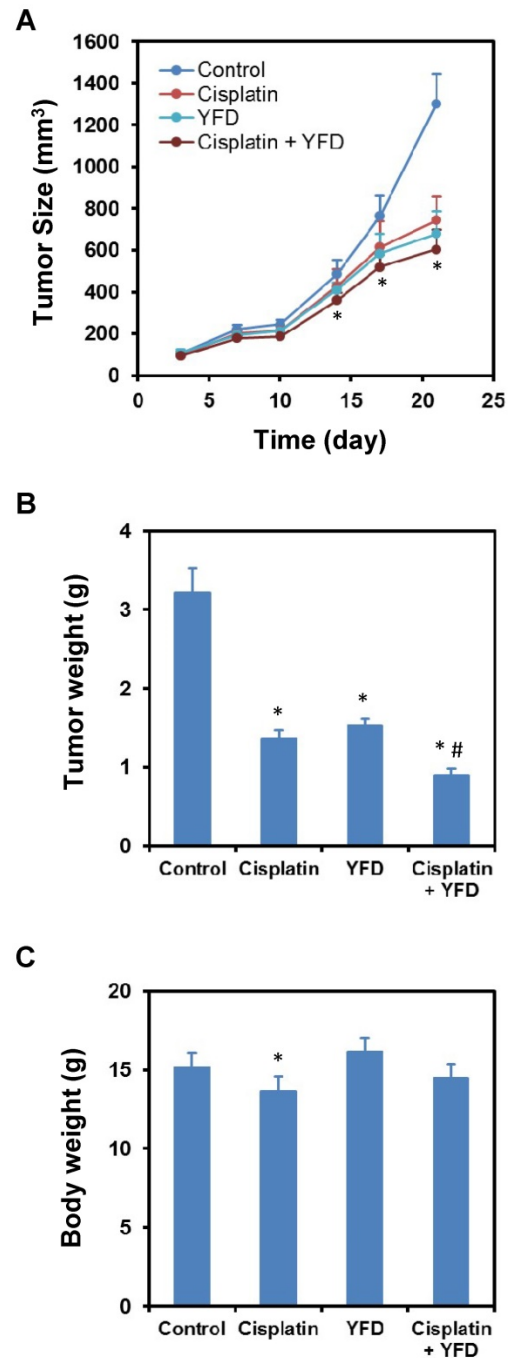 A
Tumor Size (mm³)
1600
1400
1200
1000
800
600
400
200
0
Control
Cisplatin
YFD
Cisplatin + YFD
*
*
*
0 5 10 15 20 25
Time (day)
B
Tumor weight (g)
4
3
2
1
0
*
*
* #
Control Cisplatin YFD Cisplatin
+ YFD
C
Body weight (g)
20
15
10
5
0
*
Control Cisplatin YFD Cisplatin
+ YFD